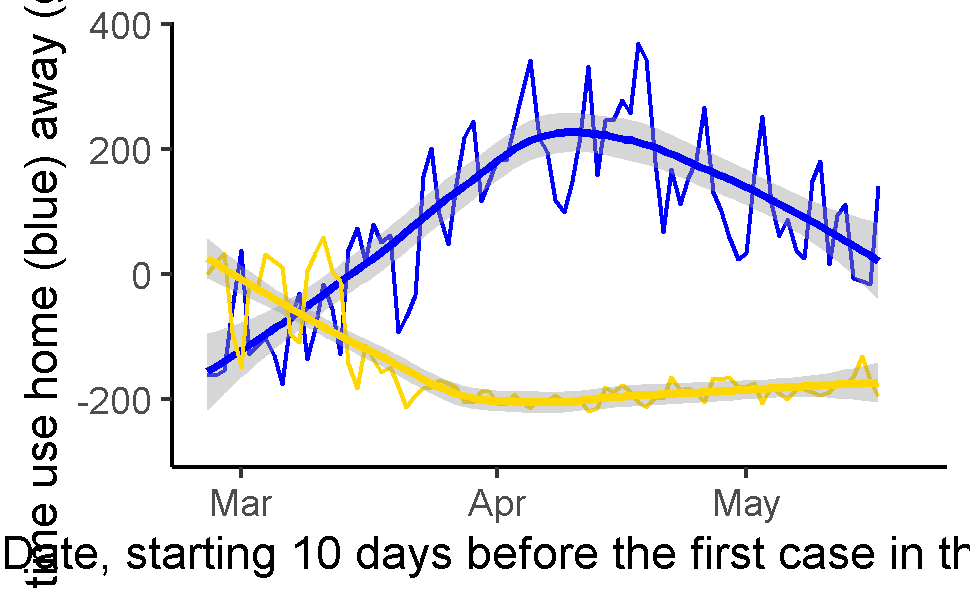 time use home (blue) away (
400
200
0
-200
Mar Apr May
Date, starting 10 days before the first case in th